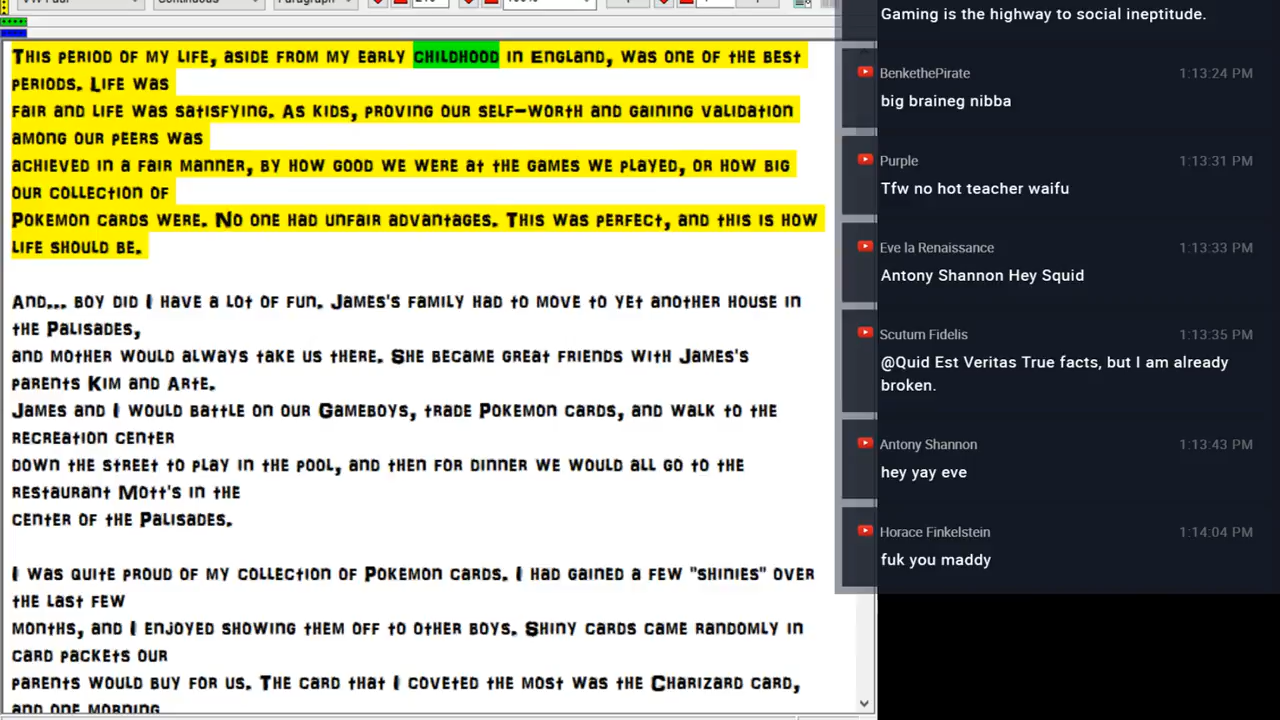 Continuous
Paragraph
This period of my life, aside from my early childhood in England, was one of the best
periods. Life was
fair and life was satisfying. As kids, proving our self-worth and gaining validation
among our peers was
achieved in a fair manner, by how good we were at the games we played, or how big
our collection of
Pokemon cards were. No one had unfair advantages. This was perfect, and this is how
life should be.
And... boy did I have a lot of fun. James's family had to move to yet another house in
the Palisades,
and mother would always take us there. She became great friends with James's
parents Kim and Arte.
James and I would battle on our Gameboys, trade Pokemon cards, and walk to the
recreation center
down the street to play in the pool, and then for dinner we would all go to the
restaurant Mott's in the
center of the Palisades.
I was quite proud of my collection of Pokemon cards. I had gained a few "shinies" over
the last few
months, and I enjoyed showing them off to other boys. Shiny cards came randomly in
card packets our
parents would buy for us. The card that I coveted the most was the Charizard card,
and one morning
Gaming is the highway to social ineptitude.
BenkethePirate 1:13:24 PM
big braineg nibba
Purple 1:13:31 PM
Tfw no hot teacher waifu
Eve la Renaissance 1:13:33 PM
Antony Shannon Hey Squid
Scutum Fidelis 1:13:35 PM
@Quid Est Veritas True facts, but I am already
broken.
Antony Shannon 1:13:43 PM
hey yay eve
Horace Finkelstein 1:14:04 PM
fuk you maddy